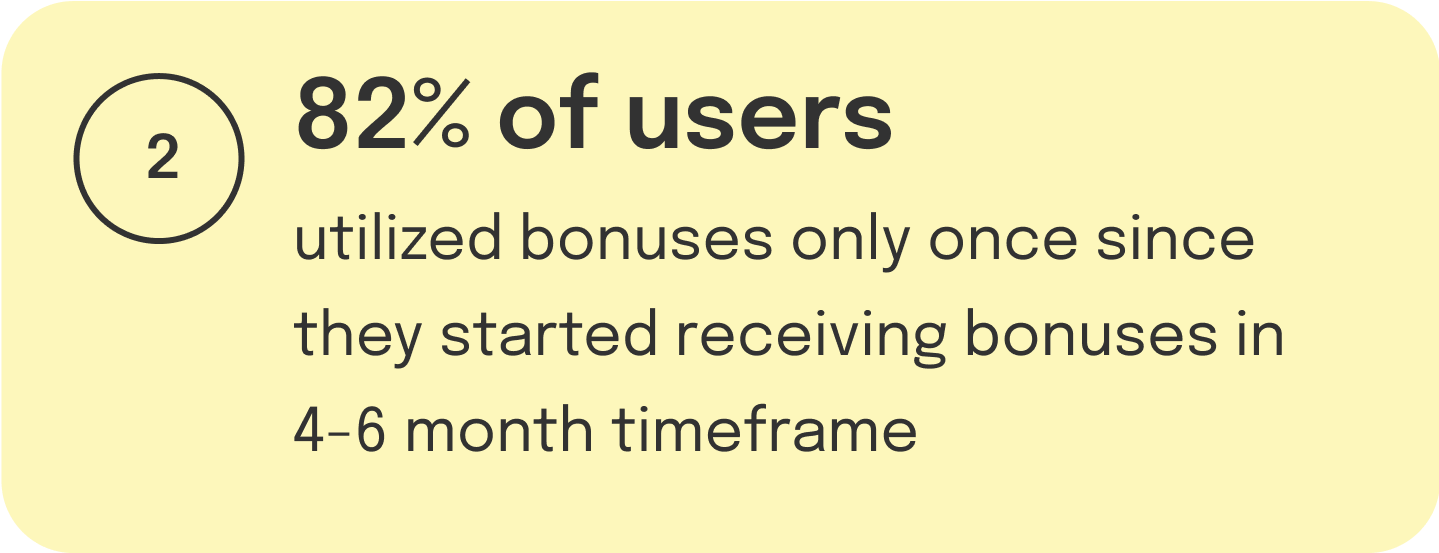 2
82% of users
utilized bonuses only once since
they started receiving bonuses in
4–6 month timeframe